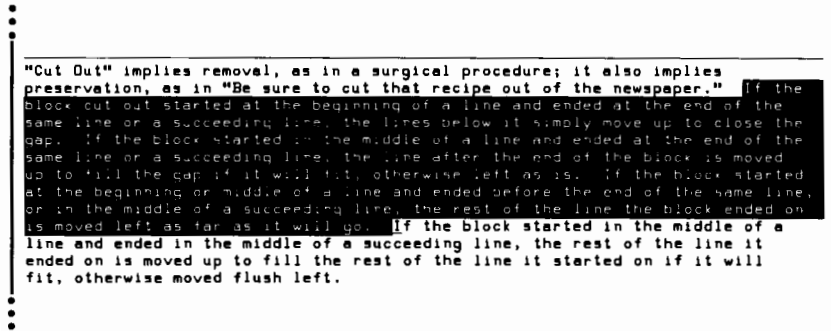 "Cut Out" implies removal, as in a surgical procedure; it also implies
preservation, as in "Be sure to cut that recipe out of the newspaper."  If the
block cut out started at the beginning of a line and ended at the end of the
same line or a succeeding line, the lines below it simply move up to close the
gap.  If the block started in the middle of a line and ended at the end of the
same line or a succeeding line, the line after the end of the block is moved
up to fill the gap if it will fit, otherwise left as is.  If the block started
at the beginning or middle of a line and ended before the end of the same line,
or in the middle of a succeeding line, the rest of the line the block ended on
is moved left as far as it will go.  If the block started in the middle of a
line and ended in the middle of a succeeding line, the rest of the line it
ended on is moved up to fill the rest of the line it started on if it will
fit, otherwise moved flush left.